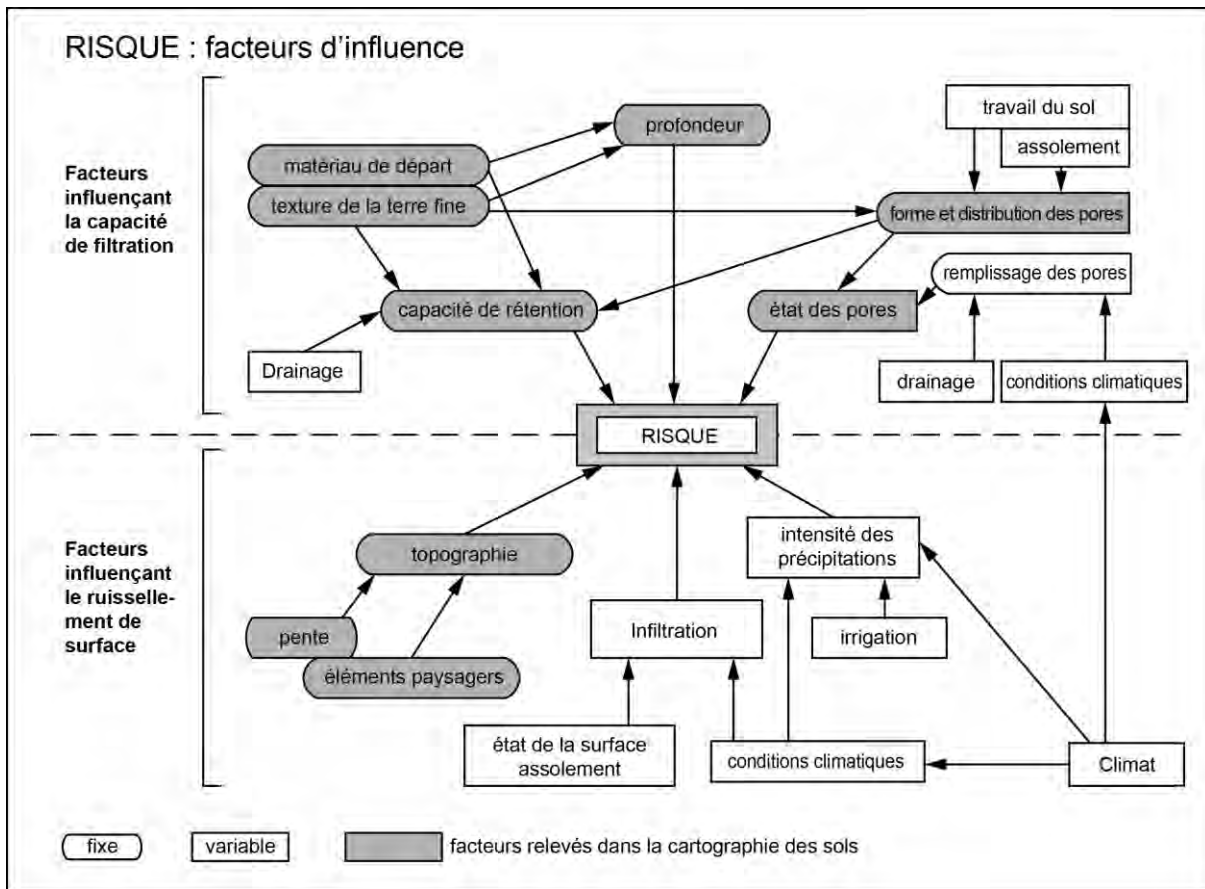 RISQUE : facteurs d'influence
Facteurs
influençant
la capacité
de filtration
travail du sol
assolement
profondeur
matériau de départ
texture de la terre fine
forme et distribution des pores
remplissage des pores
capacité de rétention
état des pores
Drainage
drainage
conditions climatiques
RISQUE
Facteurs
influençant
le ruisselle-
ment de
surface
topographie
intensité des
précipitations
pente
éléments paysagers
Infiltration
irrigation
état de la surface
assolement
conditions climatiques
Climat
fixe
variable
facteurs relevés dans la cartographie des sols